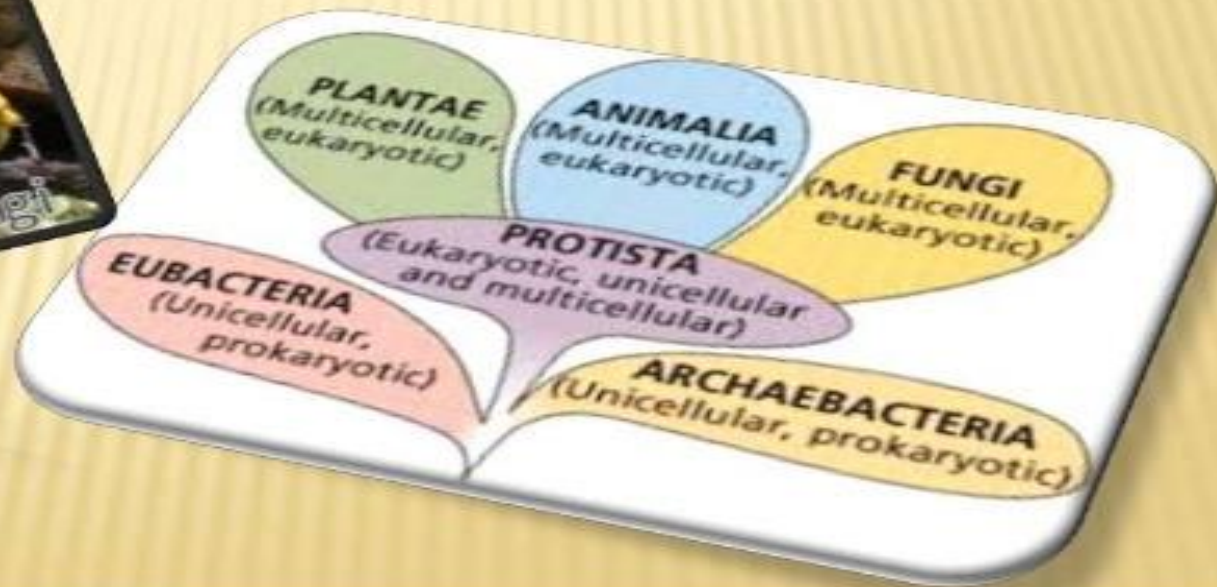 PLANTAE
(Multicellular,
eukaryotic)
ANIMALIA
(Multicellular,
eukaryotic)
FUNGI
(Multicellular,
eukaryotic)
PROTISTA
(Eukaryotic, unicellular
and multicellular)
EUBACTERIA
(Unicellular,
prokaryotic)
ARCHAEBACTERIA
(Unicellular, prokaryotic)